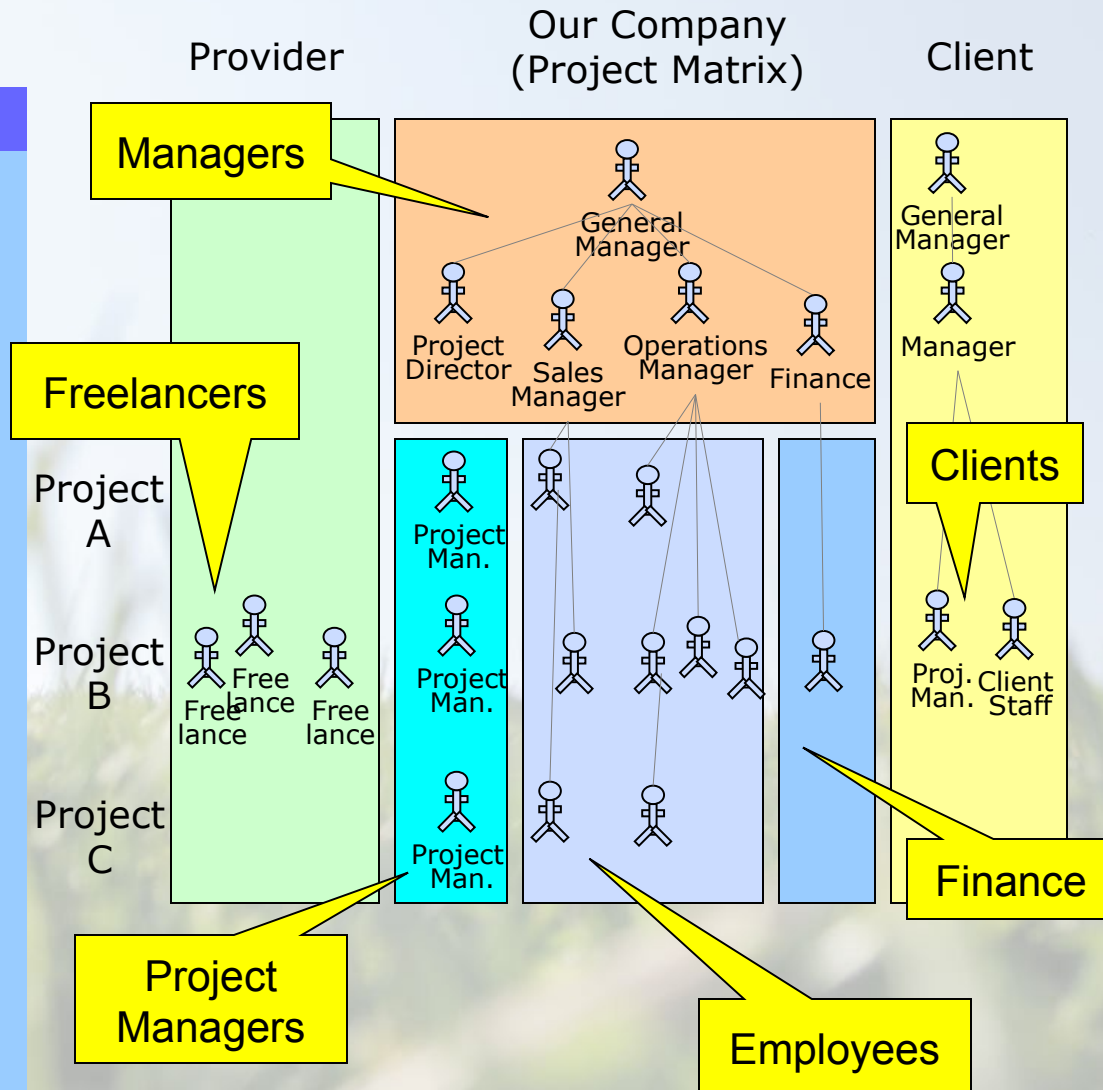 Provider
Our Company
(Project Matrix)
Client
Managers
General
Manager
General
Manager
Project
Director
Sales
Manager
Operations
Manager
Finance
Manager
Freelancers
Clients
Project
A
Project
Man.
Project
B
Free
lance
Free
lance
Free
lance
Project
Man.
Proj.
Man.
Client
Staff
Project
C
Project
Man.
Finance
Project
Managers
Employees